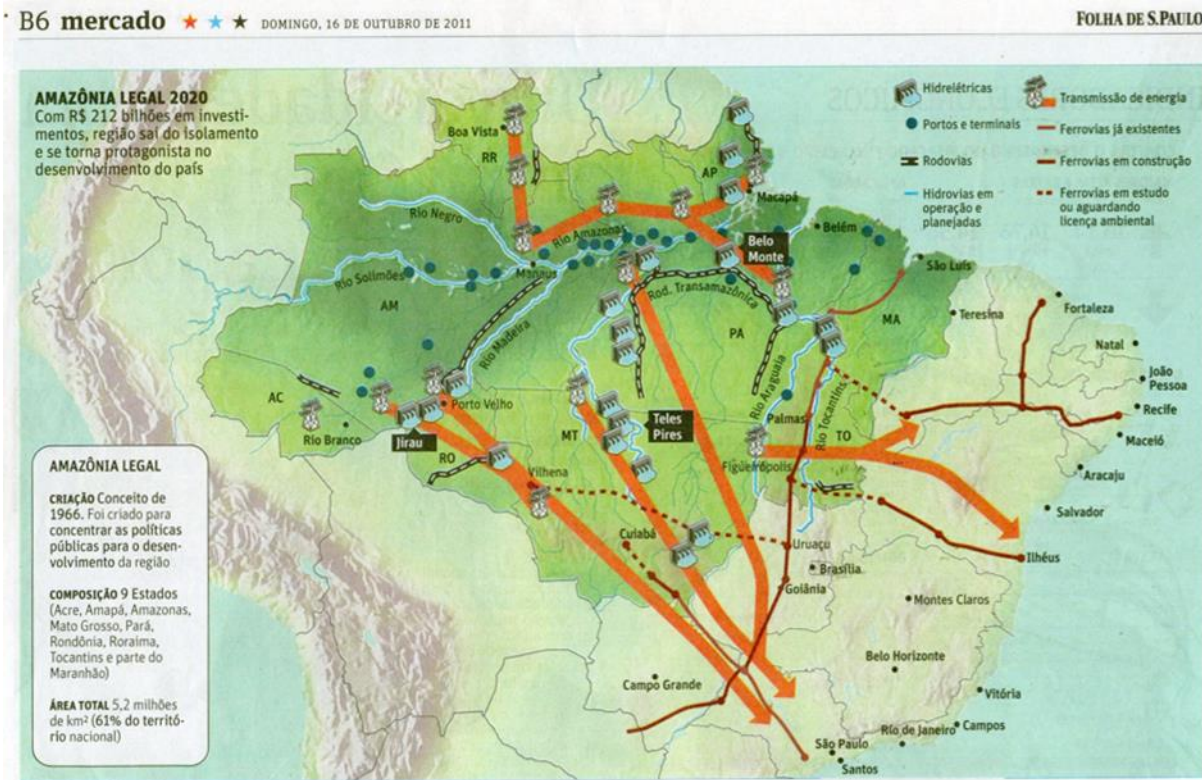 B6 mercado ★ ★ ★ DOMINGO, 16 DE OUTUBRO DE 2011
FOLHA DE S.PAULO
AMAZÔNIA LEGAL 2020
Com R$ 212 bilhões em investi-
mentos, região sai do isolamento
e se torna protagonista no
desenvolvimento do país
Hidrelétricas
Portos e terminais
Rodovias
Hidrovias em
operação e
planejadas
Transmissão de energia
Ferrovias já existentes
Ferrovias em construção
Ferrovias em estudo
ou aguardando
licença ambiental
Boa Vista
RR
AP
Macapá
Rio Negro
Rio Amazonas
Belém
Belo
Monte
Rio Solimões
Manaus
São Luís
Rod. Transamazônica
AM
Rio Madeira
PA
MA
Teresina
Fortaleza
Natal
João
Pessoa
Recife
Maceió
Aracaju
Salvador
Ilhéus
AC
Rio Branco
Porto Velho
Jirau
RO
Vilhena
MT
Teles
Pires
Rio Araguaia
Palmas
Rio Tocantins
TO
Figueirópolis
Cuiabá
Uruaçu
Brasília
Goiânia
Montes Claros
Belo Horizonte
Campo Grande
Vitória
Campos
Rio de Janeiro
São Paulo
Santos
AMAZÔNIA LEGAL
CRIAÇÃO Conceito de
1966. Foi criado para
concentrar as políticas
públicas para o desen-
volvimento da região
COMPOSIÇÃO 9 Estados
(Acre, Amapá, Amazonas,
Mato Grosso, Pará,
Rondônia, Roraima,
Tocantins e parte do
Maranhão)
ÁREA TOTAL 5,2 milhões
de km² (61% do territó-
rio nacional)